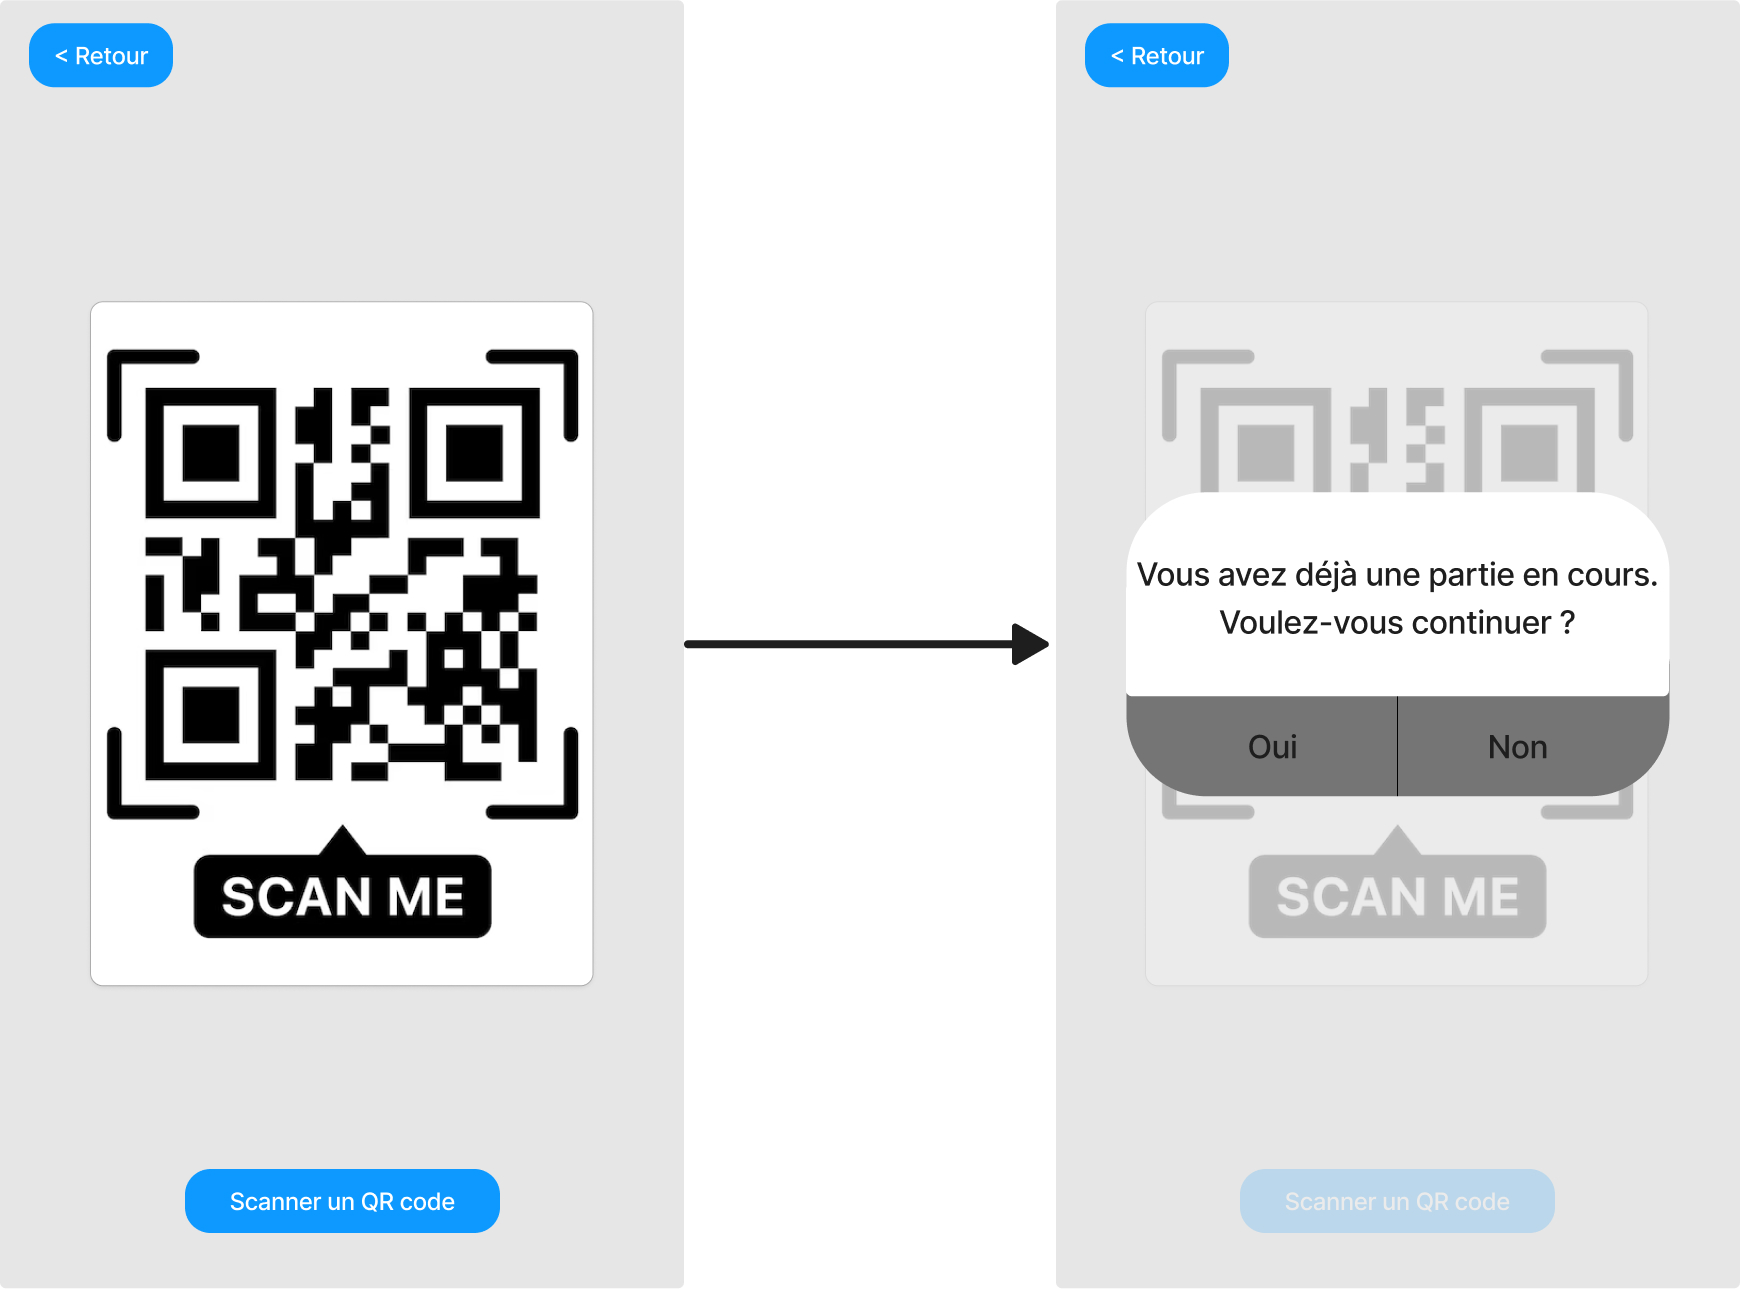 < Retour
SCAN ME
Scanner un QR code
< Retour
Vous avez déjà une partie en cours.
Voulez-vous continuer ?
Oui
Non
SCAN ME
Scanner un QR code